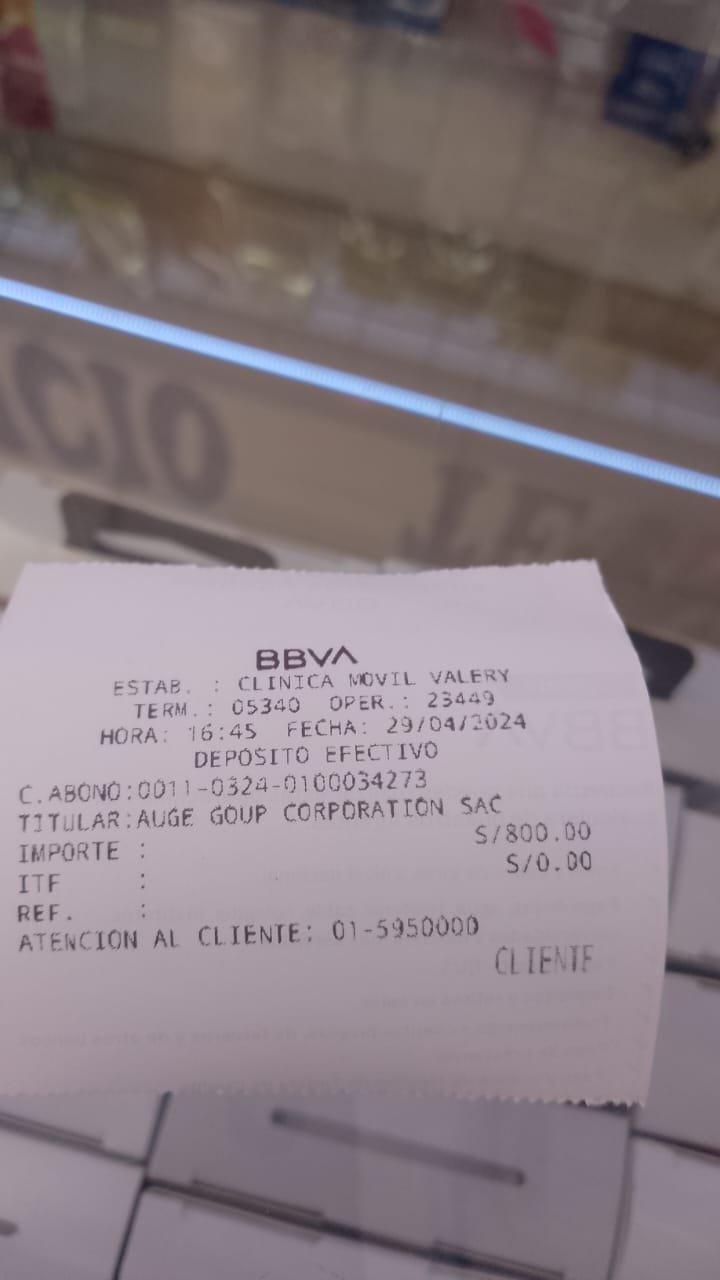 CIO
TE
BBVA
ESTAB. : CLINICA MOVIL VALERY
TERM.: 05340 OPER.: 23449
HORA: 16:45 FECHA: 29/04/2024
DEPOSITO EFECTIVO
C.ABONO:0011-0324-0100034273
TITULAR:AUGE GOUP CORPORATION SAC
IMPORTE : S/800.00
ITF : S/0.00
REF. :
ATENCION AL CLIENTE: 01-5950000
CLIENTE